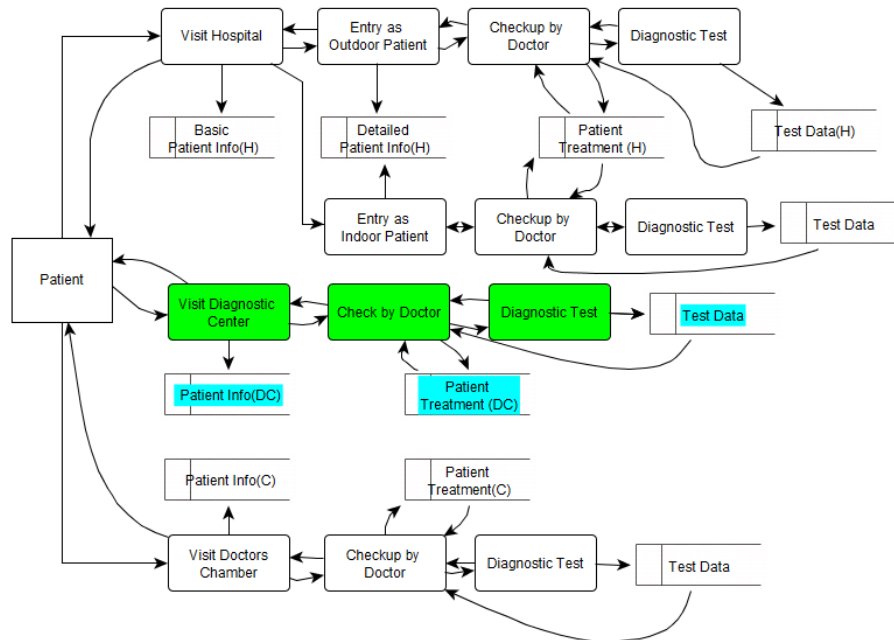 Visit Hospital
Entry as
Outdoor Patient
Checkup by
Doctor
Diagnostic Test
Basic
Patient Info(H)
Detailed
Patient Info(H)
Patient
Treatment (H)
Test Data(H)
Entry as
Indoor Patient
Checkup by
Doctor
Diagnostic Test
Test Data
Patient
Visit Diagnostic
Center
Check by Doctor
Diagnostic Test
Test Data
Patient Info(DC)
Patient
Treatment (DC)
Patient Info(C)
Patient
Treatment(C)
Visit Doctors
Chamber
Checkup by
Doctor
Diagnostic Test
Test Data